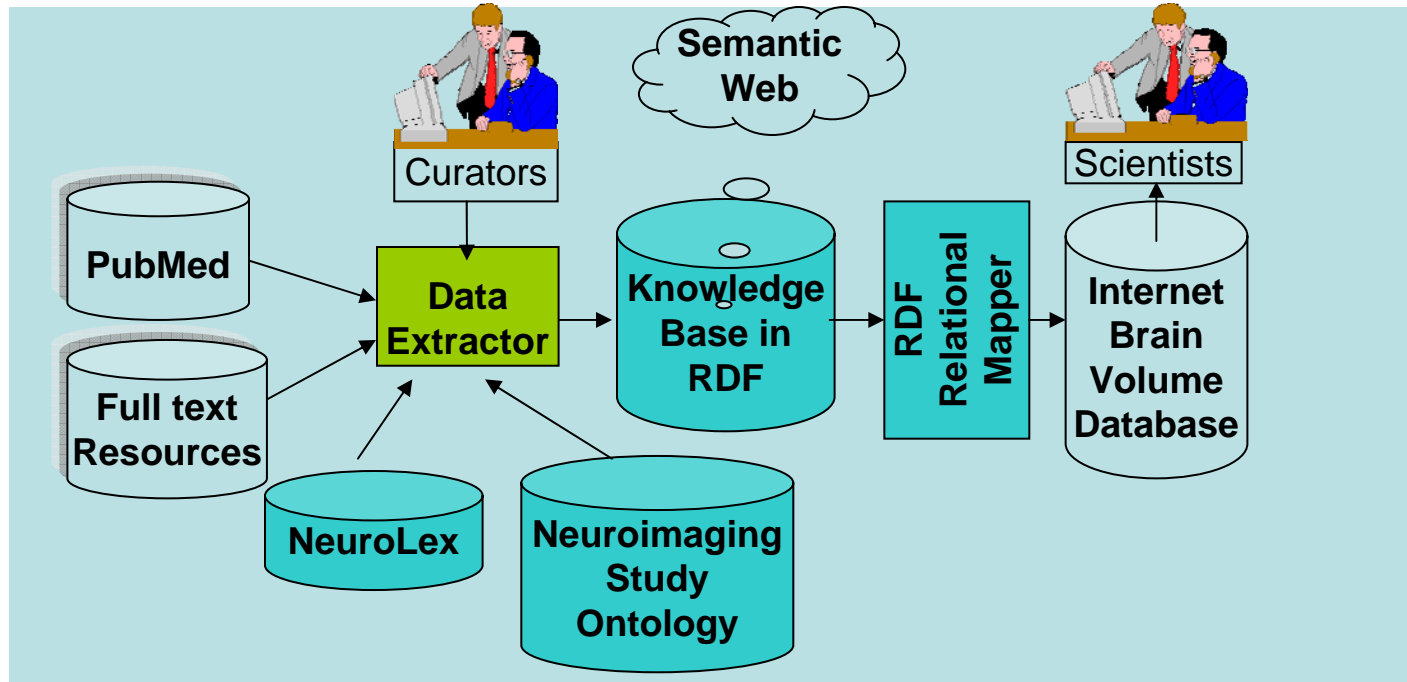 Semantic
Web
Curators
Scientists
PubMed
Data
Extractor
Knowledge
Base in
RDF
RDF
Relational
Mapper
Internet
Brain
Volume
Database
Full text
Resources
NeuroLex
Neuroimaging
Study
Ontology